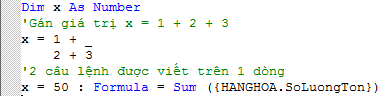 Dim x As Number
'Gán giá trị x = 1 + 2 + 3
x = 1 + _
2 + 3
'2 câu lệnh được viết trên 1 dòng
x = 50 : Formula = Sum ({HANGHOA.SoLuongTon})